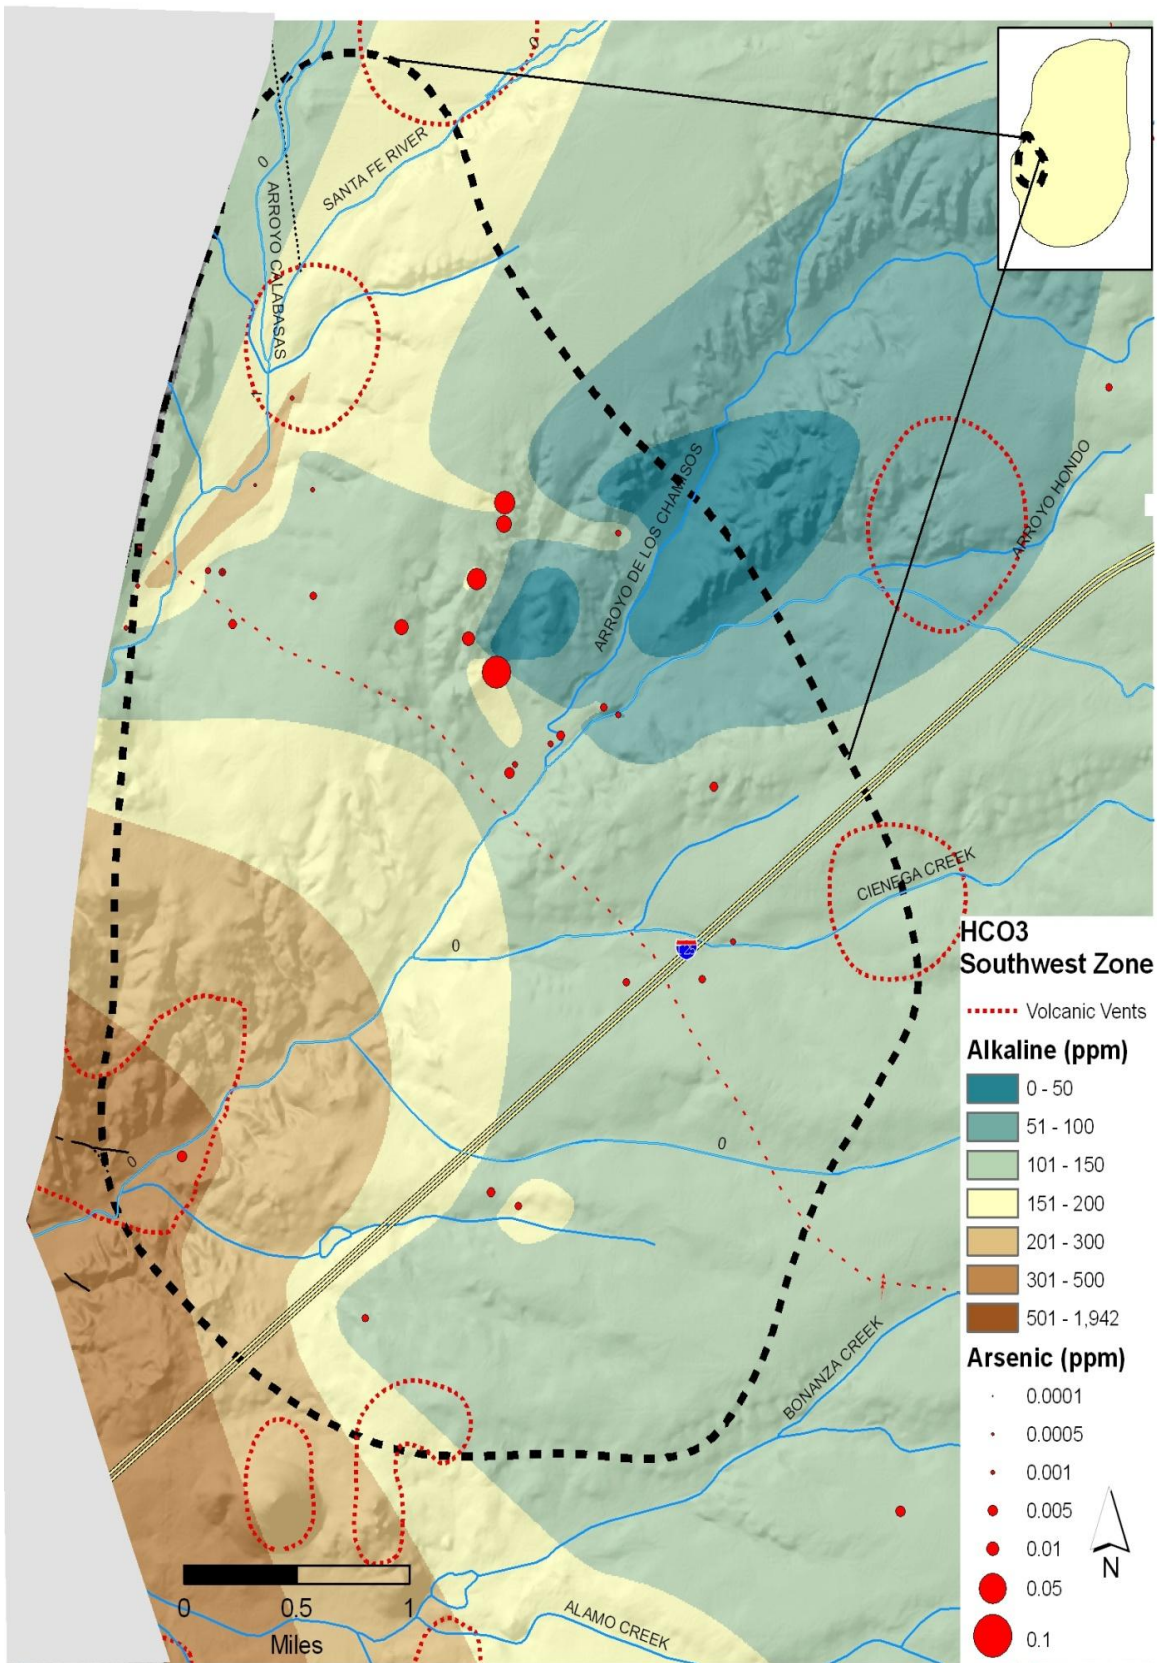 SANTA FE RIVER
0
0
ARROYO CALABASAS
ARROYO DE LOS CHAMISOS
ARROYO HONDO
CIENEGA CREEK
0
25
0
0
BONANZA CREEK
ALAMO CREEK
0 0.5 1
Miles
HCO3
Southwest Zone
Volcanic Vents
Alkaline (ppm)
0 - 50
51 - 100
101 - 150
151 - 200
201 - 300
301 - 500
501 - 1,942
Arsenic (ppm)
0.0001
0.0005
0.001
0.005
0.01
0.05
0.1
N